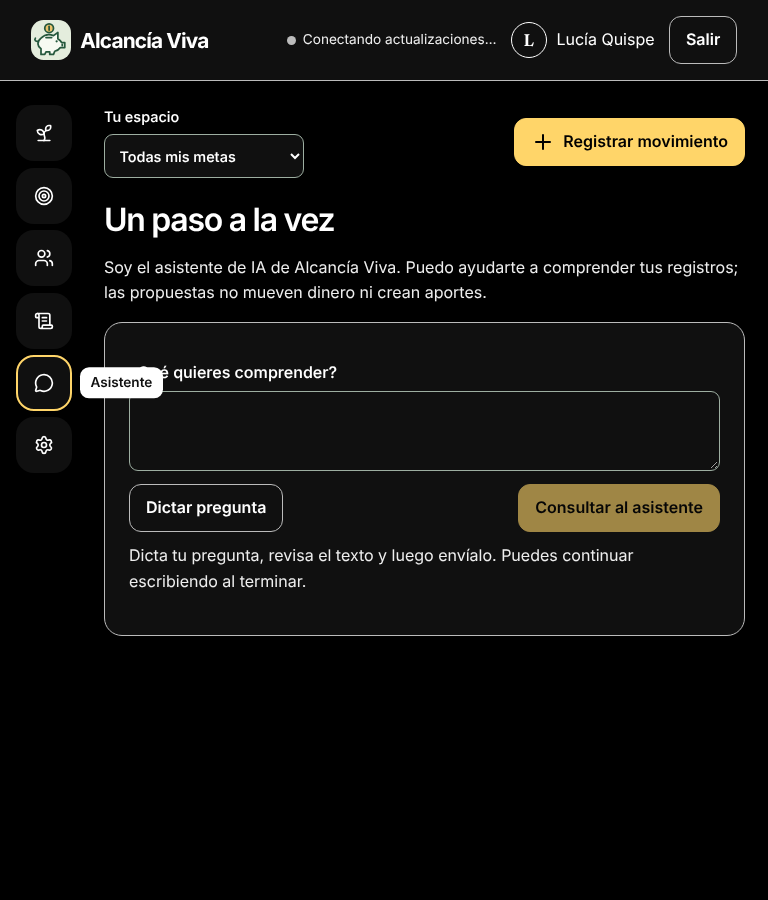 Alcancía Viva
Conectando actualizaciones...
L
Lucía Quispe
Salir
Tu espacio
Todas mis metas
Registrar movimiento
Un paso a la vez
Soy el asistente de IA de Alcancía Viva. Puedo ayudarte a comprender tus registros;
las propuestas no mueven dinero ni crean aportes.
Asistente
é quieres comprender?
Dictar pregunta
Consultar al asistente
Dicta tu pregunta, revisa el texto y luego envíalo. Puedes continuar
escribiendo al terminar.